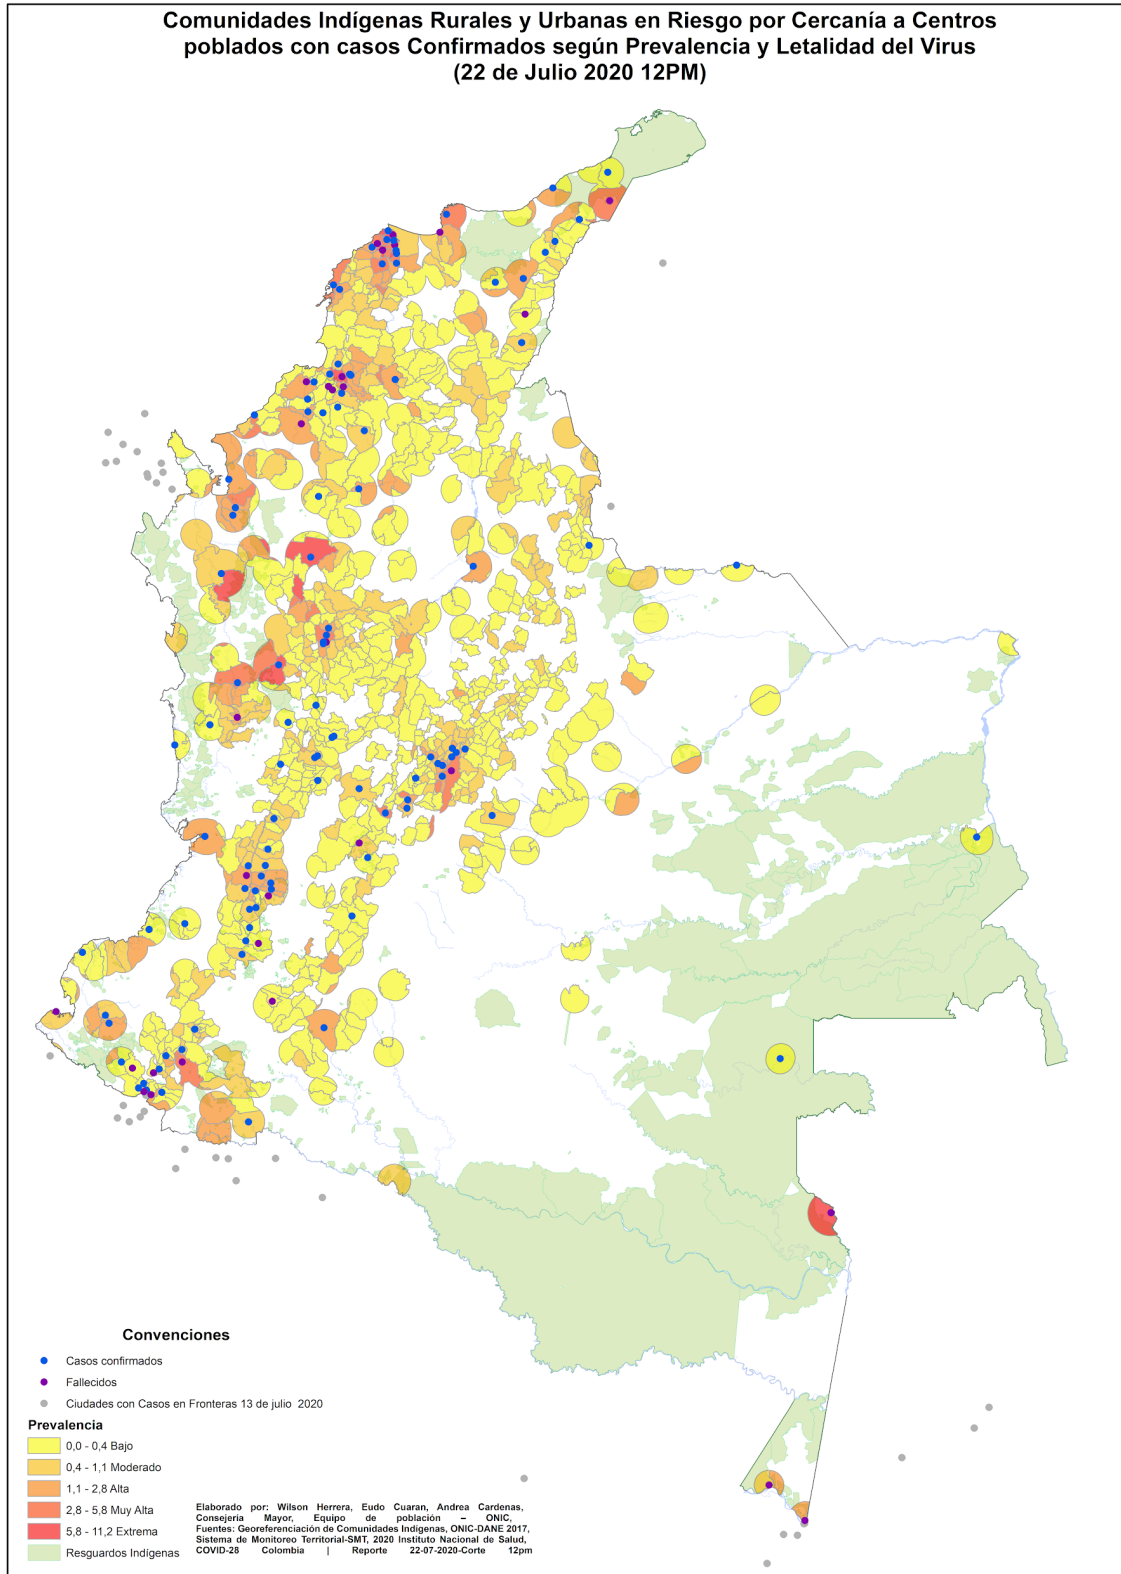 Comunidades Indígenas Rurales y Urbanas en Riesgo por Cercanía a Centros
poblados con casos Confirmados según Prevalencia y Letalidad del Virus
(22 de Julio 2020 12PM)
Convenciones
Casos confirmados
Fallecidos
Ciudades con Casos en Fronteras 13 de julio 2020
Prevalencia
0,0 - 0,4 Bajo
0,4 - 1,1 Moderado
1,1 - 2,8 Alta
2,8 - 5,8 Muy Alta
5,8 - 11,2 Extrema
Resguardos Indígenas
Elaborado por: Wilson Herrera, Eudo Cuaran, Andrea Cardenas,
Consejeria Mayor, Equipo de población – ONIC,
Fuentes: Georeferenciación de Comunidades Indígenas, ONIC-DANE 2017,
Sistema de Monitoreo Territorial-SMT, 2020 Instituto Nacional de Salud,
COVID-28 Colombia | Reporte 22-07-2020-Corte 12pm